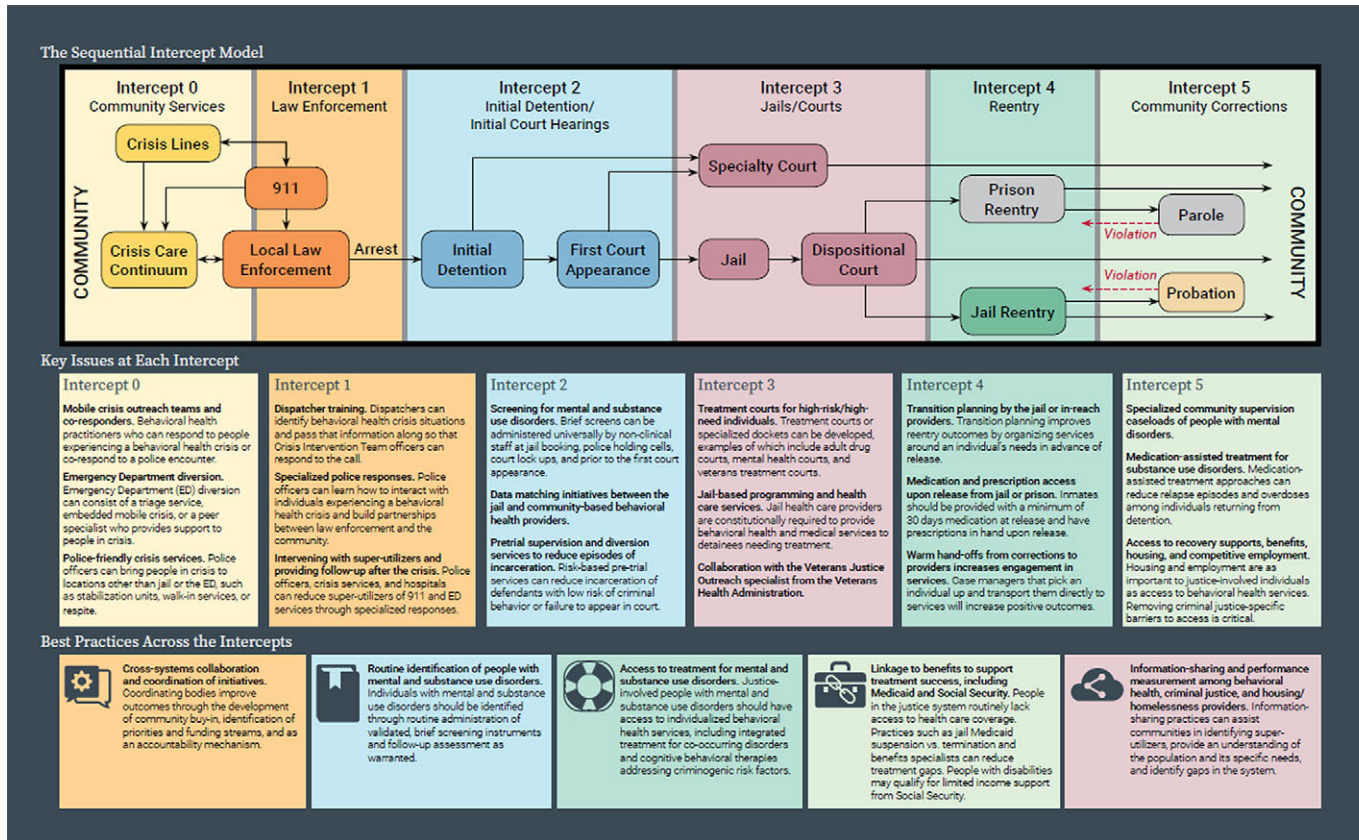 The Sequential Intercept Model
Intercept 0
Community Services
Intercept 1
Law Enforcement
Intercept 2
Initial Detention/
Initial Court Hearings
Intercept 3
Jails/Courts
Intercept 4
Reentry
Intercept 5
Community Corrections
COMMUNITY
Crisis Lines
911
Crisis Care
Continuum
Local Law
Enforcement
Arrest
Initial
Detention
First Court
Appearance
Specialty Court
Jail
Dispositional
Court
Prison
Reentry
Jail Reentry
Parole
Violation
Violation
Probation
COMMUNITY
Key Issues at Each Intercept
Intercept 0
Mobile crisis outreach teams and
co-responders. Behavioral health
practitioners who can respond to people
experiencing a behavioral health crisis or
co-respond to a police encounter.
Emergency Department diversion.
Emergency Department (ED) diversion
can consist of a triage service,
embedded mobile crisis, or a peer
specialist who provides support to
people in crisis.
Police-friendly crisis services. Police
officers can bring people in crisis to
locations other than jail or the ED, such
as stabilization units, walk-in services, or
respite.
Intercept 1
Dispatcher training. Dispatchers can
identify behavioral health crisis situations
and pass that information along so that
Crisis Intervention Team officers can
respond to the call.
Specialized police responses. Police
officers can learn how to interact with
individuals experiencing a behavioral
health crisis and build partnerships
between law enforcement and the
community.
Intervening with super-utilizers and
providing follow-up after the crisis. Police
officers, crisis services, and hospitals
can reduce super-utilizers of 911 and ED
services through specialized responses.
Intercept 2
Screening for mental and substance
use disorders. Brief screens can be
administered universally by non-clinical
staff at jail booking, police holding cells,
court lock ups, and prior to the first court
appearance.
Data matching initiatives between the
jail and community-based behavioral
health providers.
Pretrial supervision and diversion
services to reduce episodes of
incarceration. Risk-based pre-trial
services can reduce incarceration of
defendants with low risk of criminal
behavior or failure to appear in court.
Intercept 3
Treatment courts for high-risk/high-
need individuals. Treatment courts or
specialized dockets can be developed,
examples of which include adult drug
courts, mental health courts, and
veterans treatment courts.
Jail-based programming and health
care services. Jail health care providers
are constitutionally required to provide
behavioral health and medical services to
detainees needing treatment.
Collaboration with the Veterans Justice
Outreach specialist from the Veterans
Health Administration.
Intercept 4
Transition planning by the jail or in-reach
providers. Transition planning improves
reentry outcomes by organizing services
around an individual's needs in advance of
release.
Medication and prescription access
upon release from jail or prison. Inmates
should be provided with a minimum of
30 days medication at release and have
prescriptions in hand upon release.
Warm hand-offs from corrections to
providers increases engagement in
services. Case managers that pick an
individual up and transport them directly to
services will increase positive outcomes.
Intercept 5
Specialized community supervision
caseloads of people with mental
disorders.
Medication-assisted treatment for
substance use disorders. Medication-
assisted treatment approaches can
reduce relapse episodes and overdoses
among individuals returning from
detention.
Access to recovery supports, benefits,
housing, and competitive employment.
Housing and employment are as
important to justice-involved individuals
as access to behavioral health services.
Removing criminal justice-specific
barriers to access is critical.
Best Practices Across the Intercepts
Cross-systems collaboration
and coordination of initiatives.
Coordinating bodies improve
outcomes through the development
of community buy-in, identification of
priorities and funding streams, and as
an accountability mechanism.
Routine identification of people with
mental and substance use disorders.
Individuals with mental and substance
use disorders should be identified
through routine administration of
validated, brief screening instruments
and follow-up assessment as
warranted.
Access to treatment for mental and
substance use disorders. Justice-
involved people with mental and
substance use disorders should have
access to individualized behavioral
health services, including integrated
treatment for co-occurring disorders
and cognitive behavioral therapies
addressing criminogenic risk factors.
Linkage to benefits to support
treatment success, including
Medicaid and Social Security. People
in the justice system routinely lack
access to health care coverage.
Practices such as jail Medicaid
suspension vs. termination and
benefits specialists can reduce
treatment gaps. People with disabilities
may qualify for limited income support
from Social Security.
Information-sharing and performance
measurement among behavioral
health, criminal justice, and housing/
homelessness providers. Information-
sharing practices can assist
communities in identifying super-
utilizers, provide an understanding of
the population and its specific needs,
and identify gaps in the system.